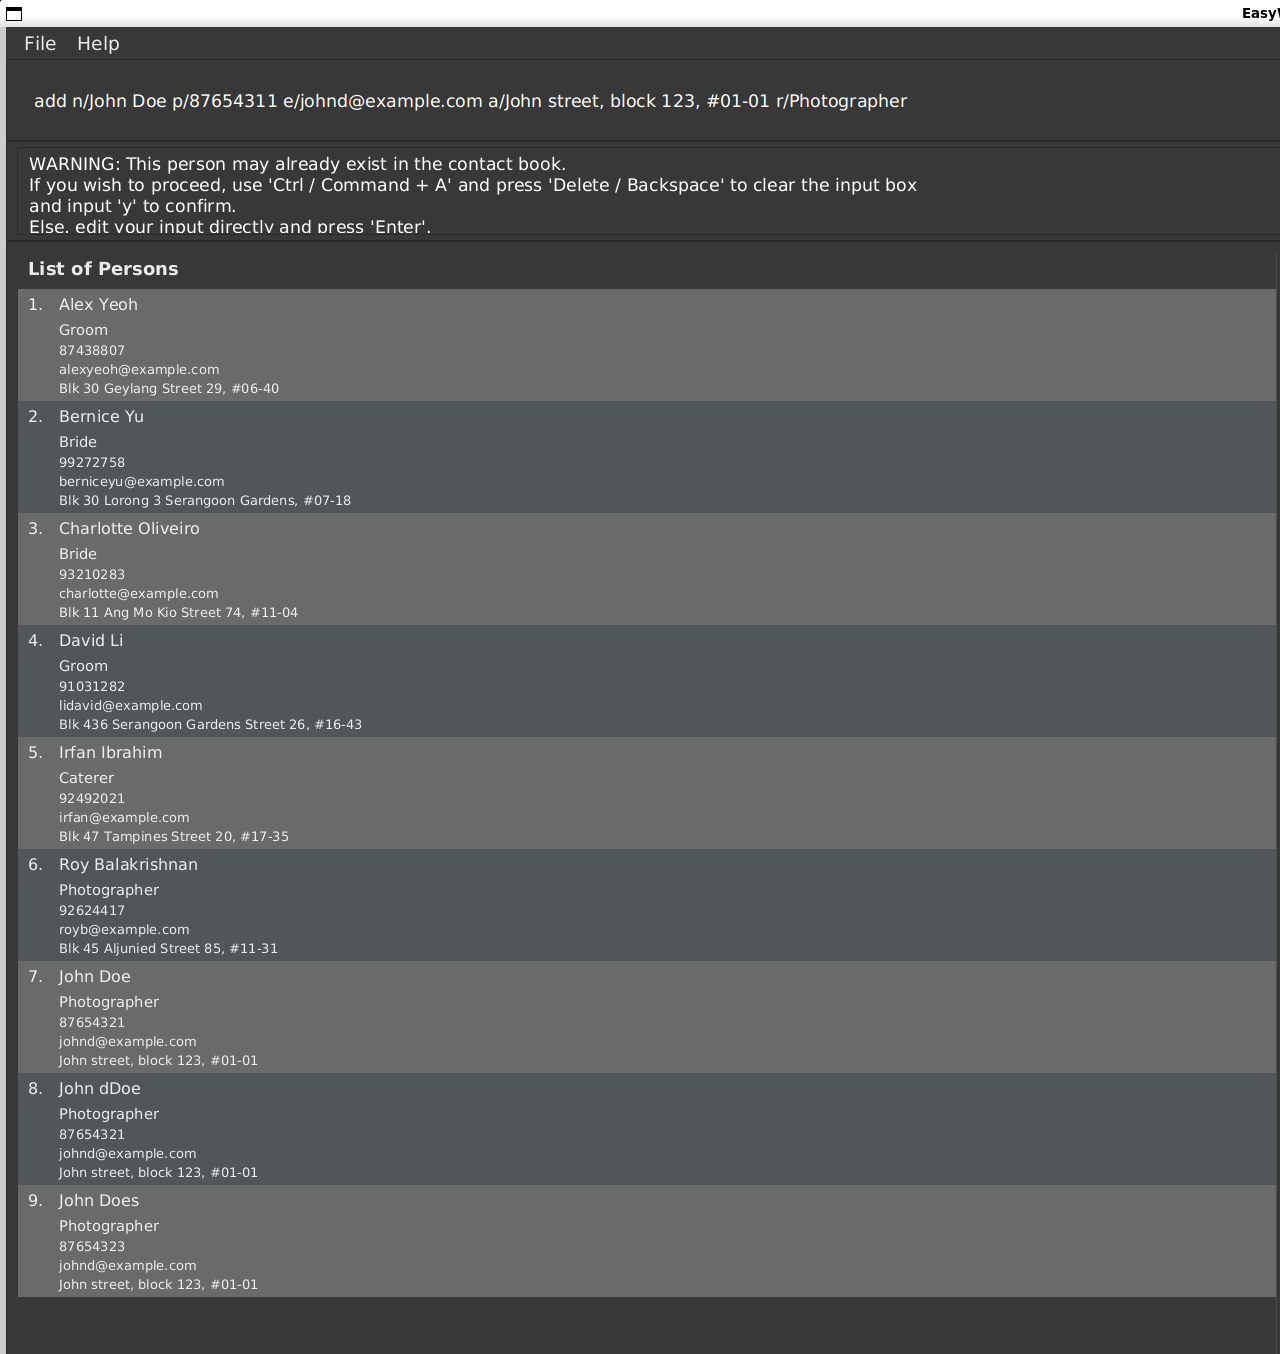 Easy
File Help
add n/John Doe p/87654311 e/johnd@example.com a/John street, block 123, #01-01 r/Photographer
WARNING: This person may already exist in the contact book.
If you wish to proceed, use 'Ctrl / Command + A' and press 'Delete / Backspace' to clear the input box
and input 'y' to confirm.
Else, edit your input directly and press 'Enter'.
List of Persons
1. Alex Yeoh
Groom
87438807
alexyeoh@example.com
Blk 30 Geylang Street 29, #06-40
2. Bernice Yu
Bride
99272758
berniceyu@example.com
Blk 30 Lorong 3 Serangoon Gardens, #07-18
3. Charlotte Oliveiro
Bride
93210283
charlotte@example.com
Blk 11 Ang Mo Kio Street 74, #11-04
4. David Li
Groom
91031282
lidavid@example.com
Blk 436 Serangoon Gardens Street 26, #16-43
5. Irfan Ibrahim
Caterer
92492021
irfan@example.com
Blk 47 Tampines Street 20, #17-35
6. Roy Balakrishnan
Photographer
92624417
royb@example.com
Blk 45 Aljunied Street 85, #11-31
7. John Doe
Photographer
87654321
johnd@example.com
John street, block 123, #01-01
8. John dDoe
Photographer
87654321
johnd@example.com
John street, block 123, #01-01
9. John Does
Photographer
87654323
johnd@example.com
John street, block 123, #01-01